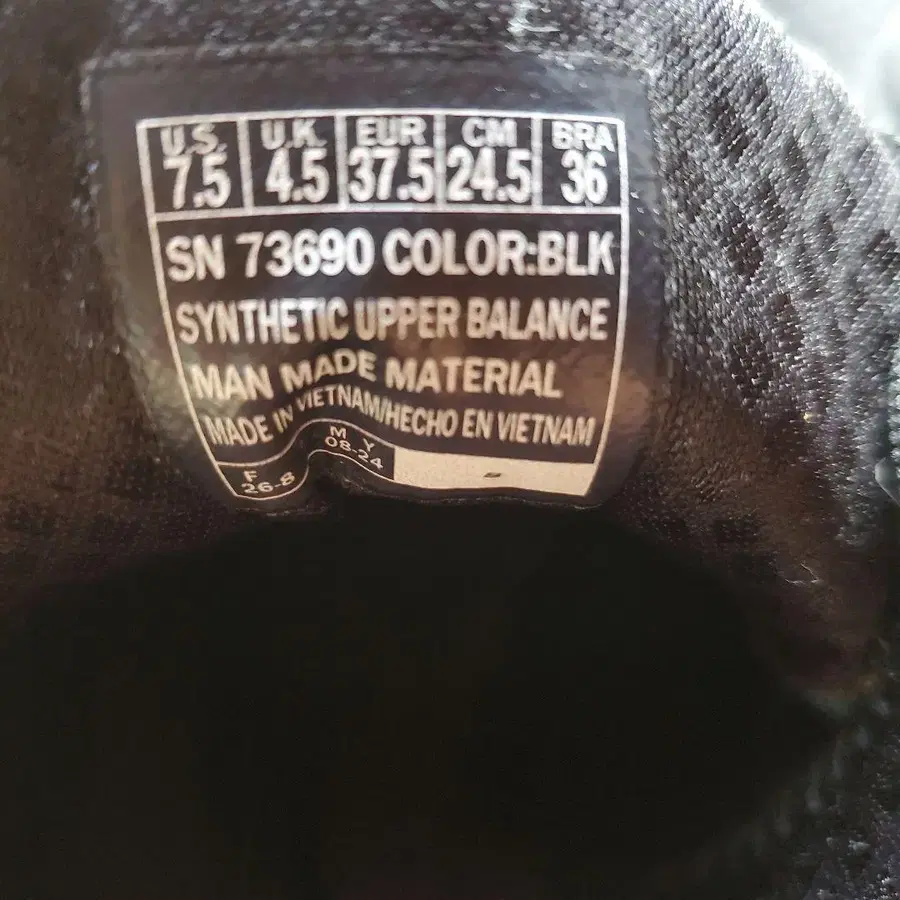 U.S. U.K. EUR CM BRA
7.5 4.5 37.5 24.5 36
SN 73690 COLOR:BLK
SYNTHETIC UPPER BALANCE
MAN MADE MATERIAL
MADE IN VIETNAM/HECHO EN VIETNAM
F M Y
26-8 08-24